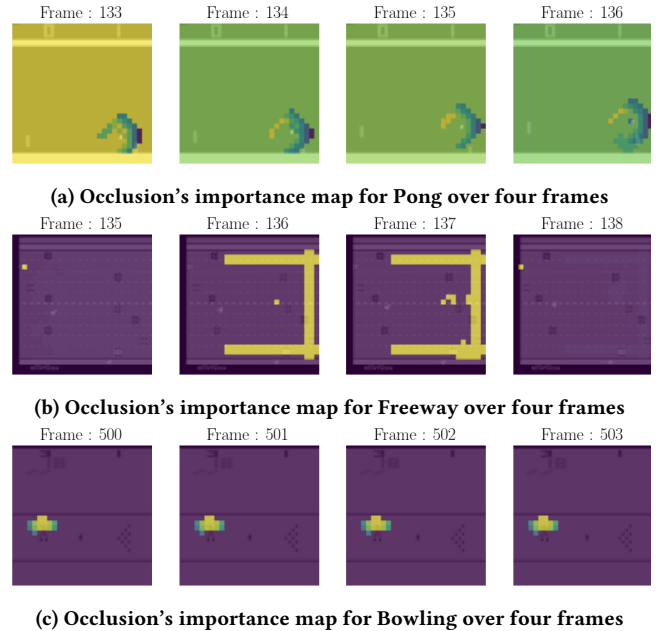 Frame : 133 Frame : 134 Frame : 135 Frame : 136
(a) Occlusion's importance map for Pong over four frames
Frame : 135 Frame : 136 Frame : 137 Frame : 138
(b) Occlusion's importance map for Freeway over four frames
Frame : 500 Frame : 501 Frame : 502 Frame : 503
(c) Occlusion's importance map for Bowling over four frames